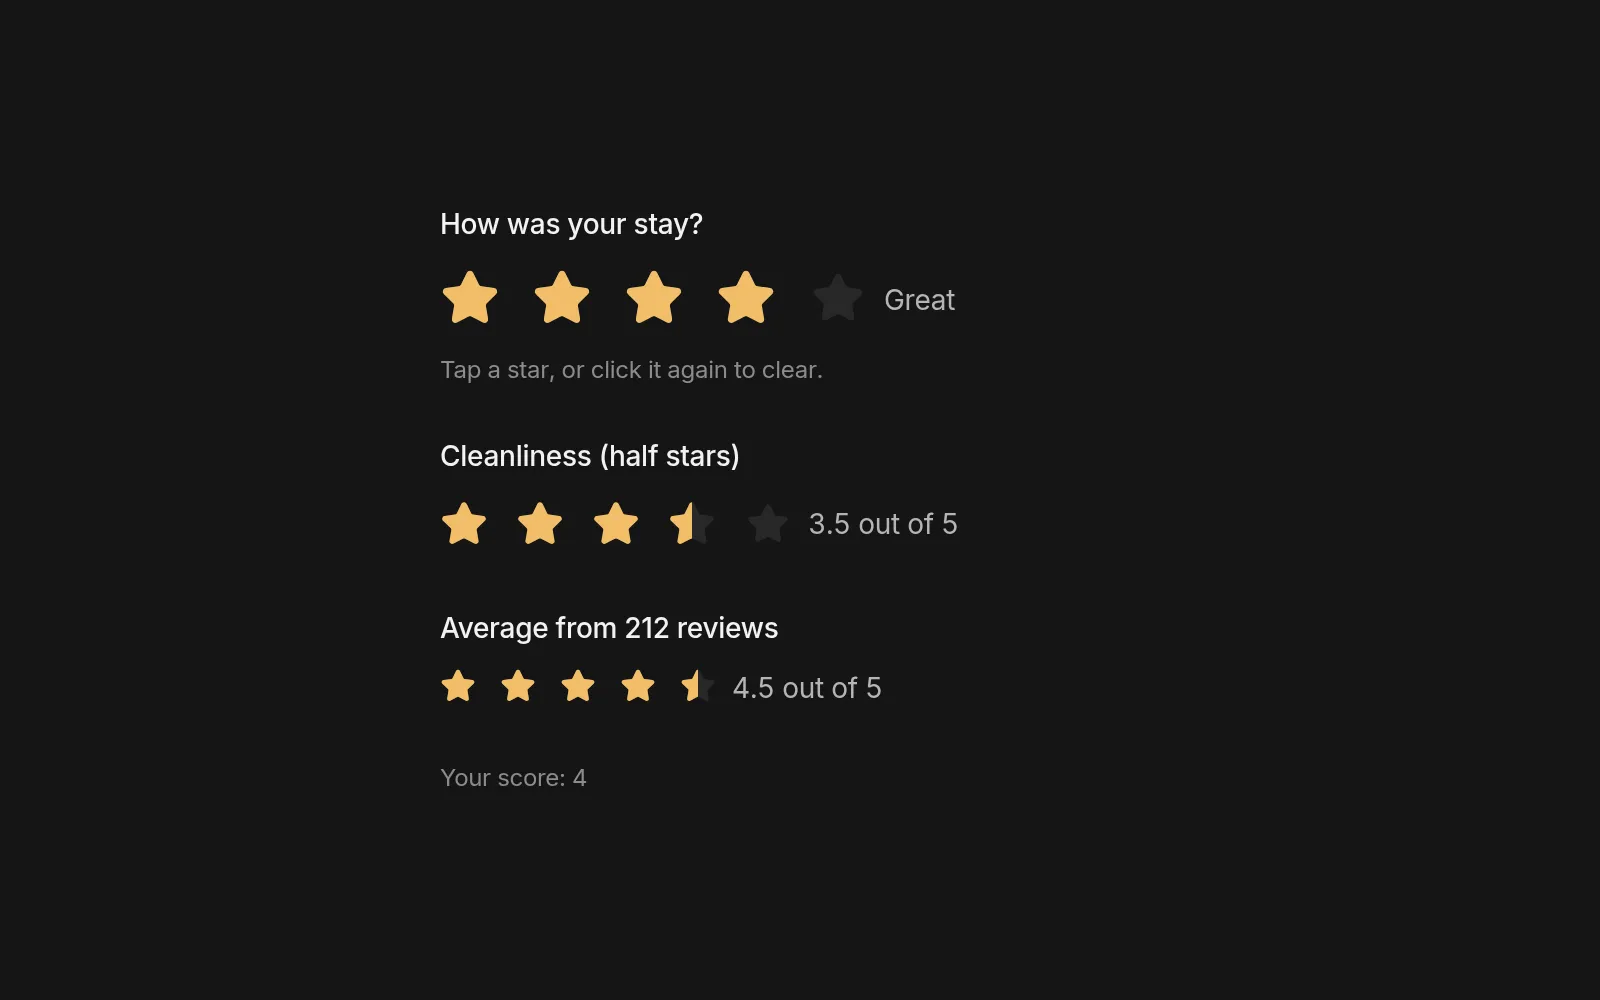 How was your stay?
Great
Tap a star, or click it again to clear.
Cleanliness (half stars)
3.5 out of 5
Average from 212 reviews
4.5 out of 5
Your score: 4